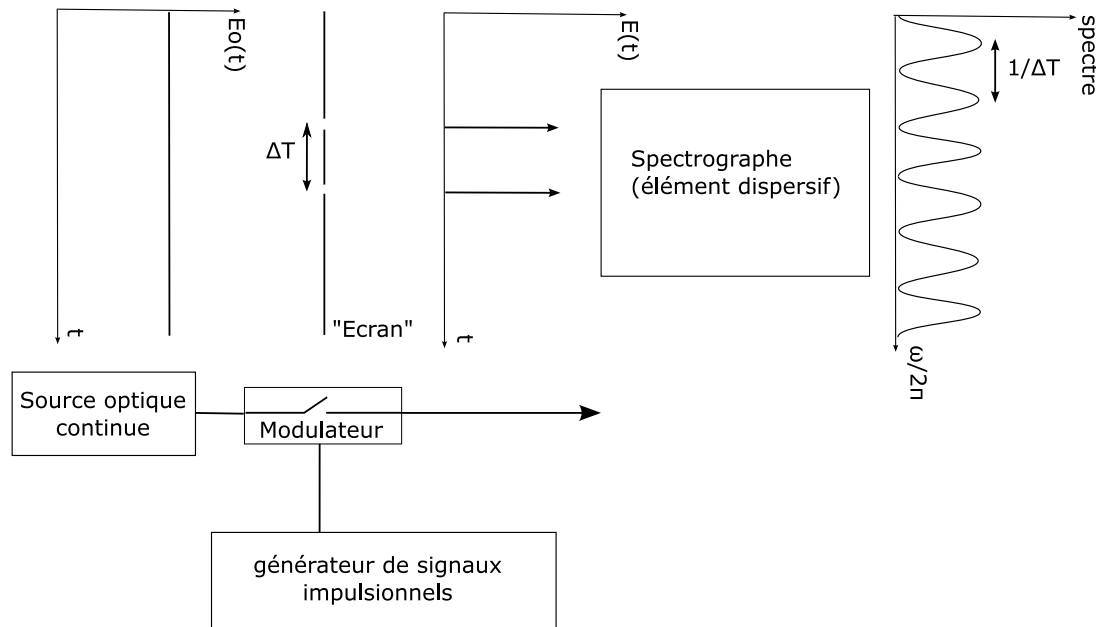 Eo(t)
t
ΔT
"Ecran"
E(t)
t
Spectrographe
(élément dispersif)
spectre
1/ΔT
ω/2π
Source optique
continue
Modulateur
générateur de signaux
impulsionnels